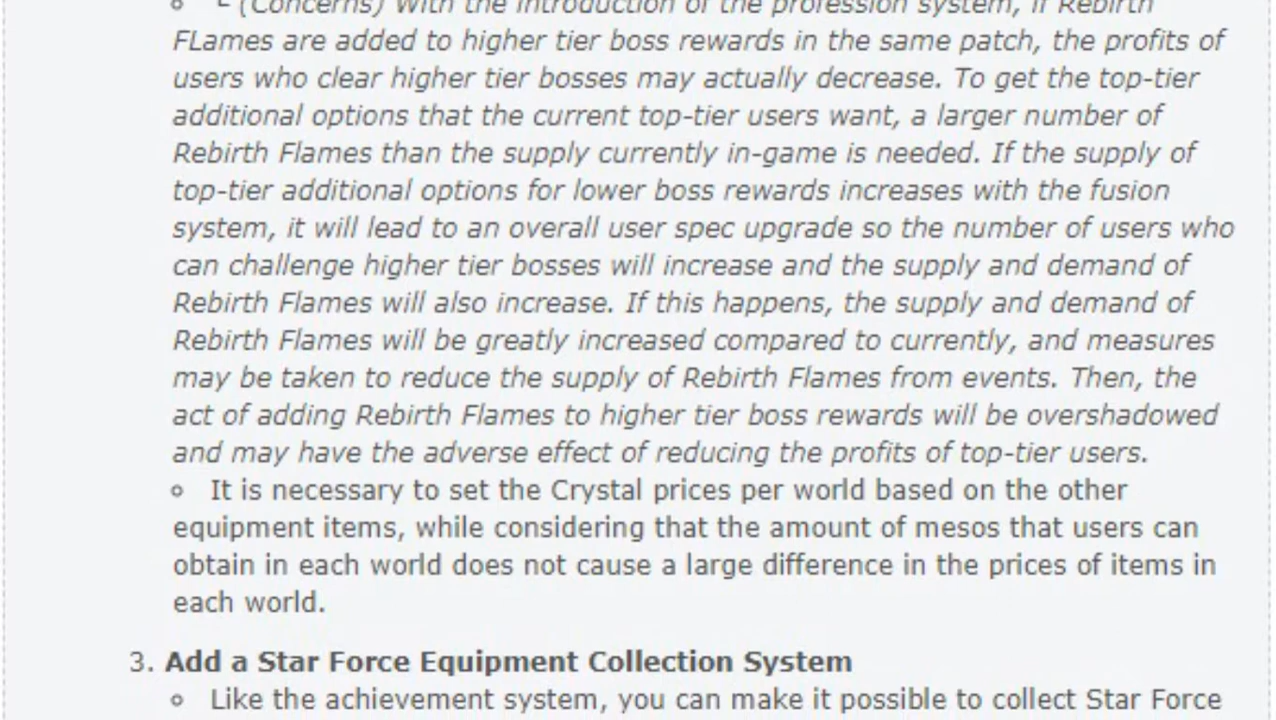 └ (Concerns) With the introduction of the profession system, if Rebirth
FLames are added to higher tier boss rewards in the same patch, the profits of
users who clear higher tier bosses may actually decrease. To get the top-tier
additional options that the current top-tier users want, a larger number of
Rebirth Flames than the supply currently in-game is needed. If the supply of
top-tier additional options for lower boss rewards increases with the fusion
system, it will lead to an overall user spec upgrade so the number of users who
can challenge higher tier bosses will increase and the supply and demand of
Rebirth Flames will also increase. If this happens, the supply and demand of
Rebirth Flames will be greatly increased compared to currently, and measures
may be taken to reduce the supply of Rebirth Flames from events. Then, the
act of adding Rebirth Flames to higher tier boss rewards will be overshadowed
and may have the adverse effect of reducing the profits of top-tier users.
It is necessary to set the Crystal prices per world based on the other
equipment items, while considering that the amount of mesos that users can
obtain in each world does not cause a large difference in the prices of items in
each world.
3. Add a Star Force Equipment Collection System
Like the achievement system, you can make it possible to collect Star Force